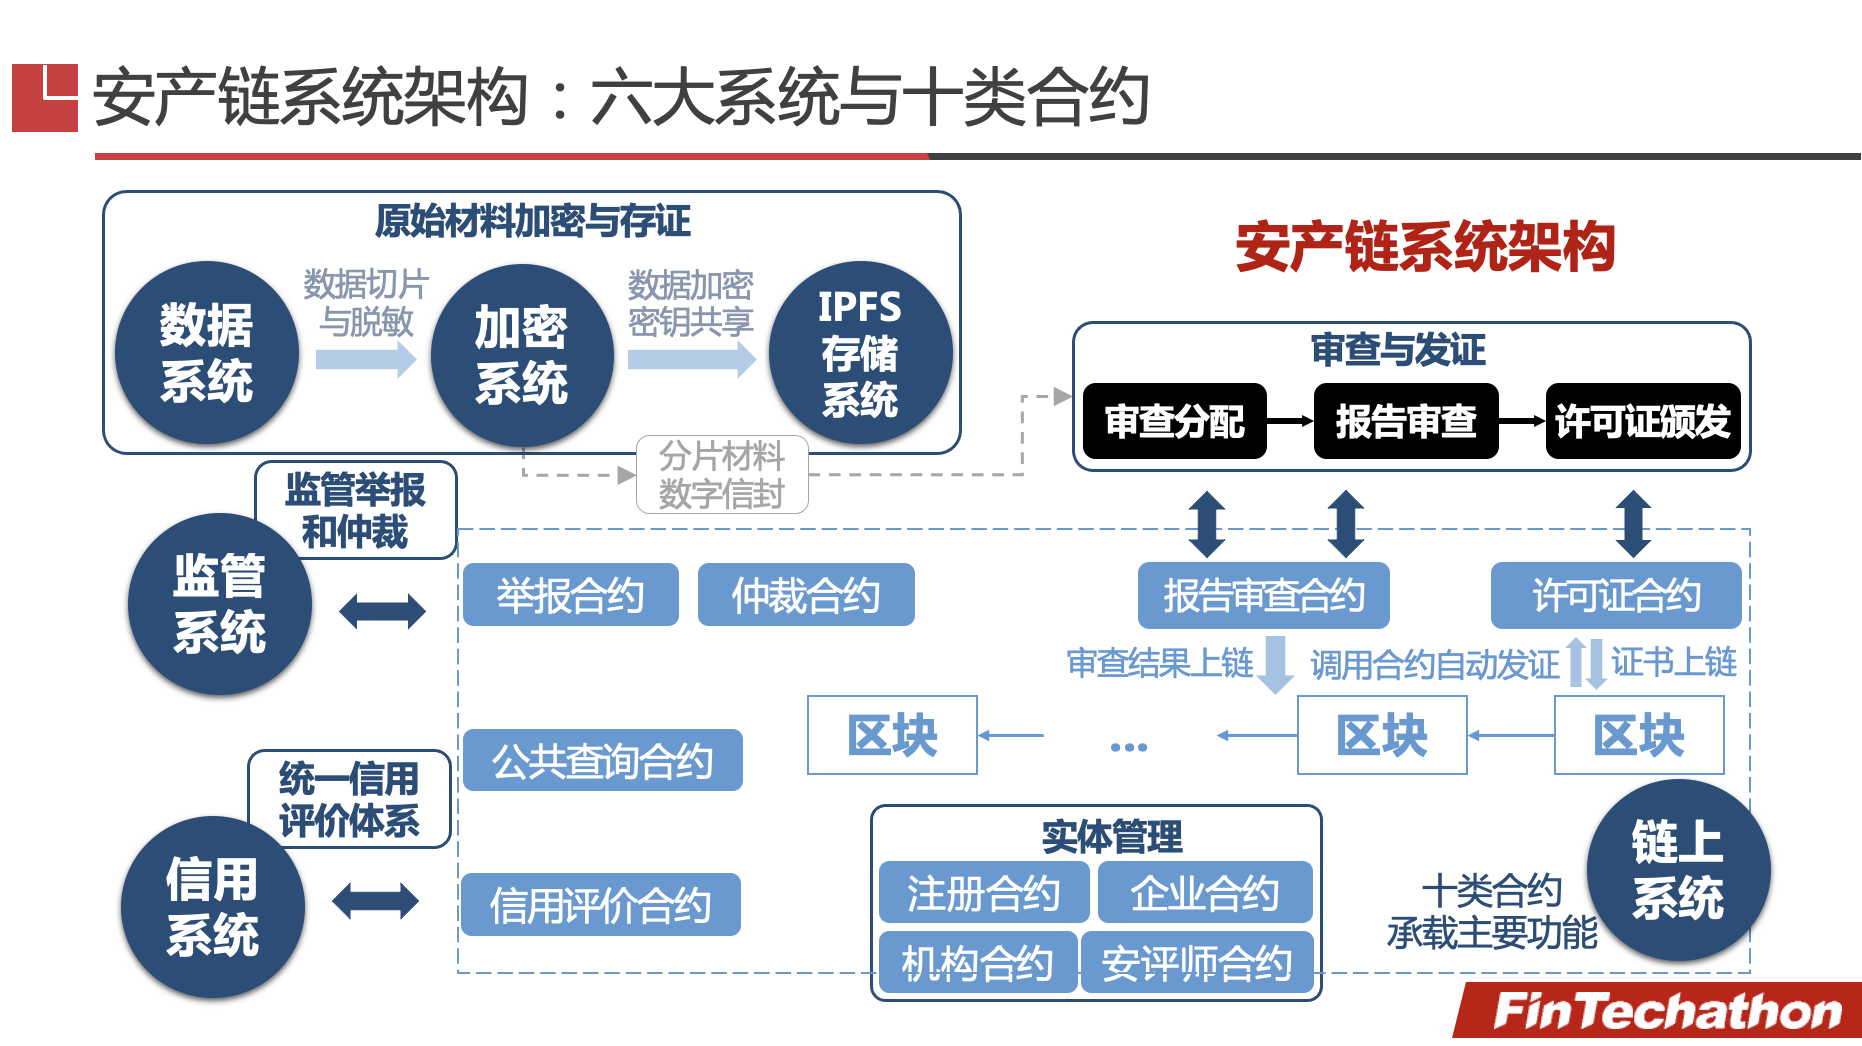 安产链系统架构：六大系统与十类合约
原始材料加密与存证
数据
系统
数据切片
与脱敏
加密
系统
数据加密
密钥共享
IPFS
存储
系统
安产链系统架构
审查与发证
审查分配
报告审查
许可证颁发
分片材料
数字信封
监管举报
和仲裁
监管
系统
举报合约
仲裁合约
报告审查合约
许可证合约
审查结果上链
调用合约自动发证
证书上链
公共查询合约
区块
...
区块
区块
统一信用
评价体系
信用
系统
信用评价合约
实体管理
注册合约
企业合约
机构合约
安评师合约
十类合约
承载主要功能
链上
系统
FinTechathon